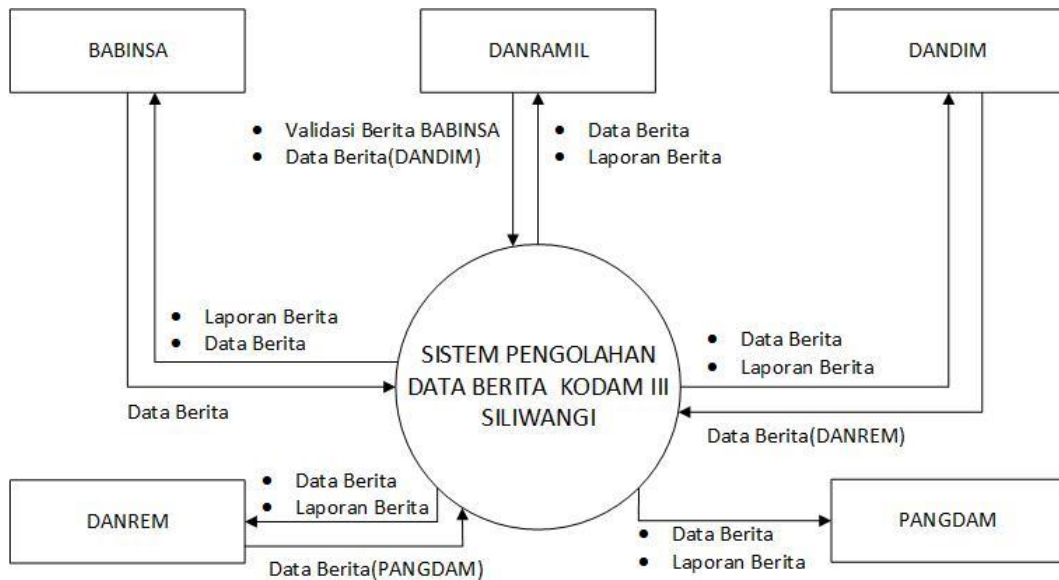 BABINSA
DANRAMIL
DANDIM
• Validasi Berita BABINSA
• Data Berita(DANDIM)
• Data Berita
• Laporan Berita
• Laporan Berita
• Data Berita
Data Berita
SISTEM PENGOLAHAN
DATA BERITA KODAM III
SILIWANGI
• Data Berita
• Laporan Berita
Data Berita(DANREM)
DANREM
• Data Berita
• Laporan Berita
Data Berita(PANGDAM)
• Data Berita
• Laporan Berita
PANGDAM